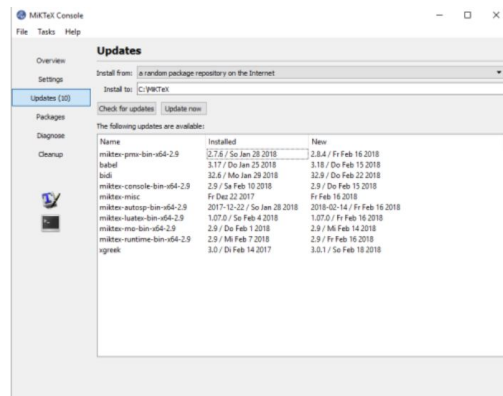 MiKTeX Console
File Tasks Help
Overview
Settings
Updates (10)
Packages
Diagnose
Cleanup
Updates
Install from: a random package repository on the Internet
Install to: C:\MiKTeX
Check for updates Update now
The following updates are available:
Name Installed New
miktex-pmx-bin-x64-2.9 2.7.6 / So Jan 28 2018 2.8.4 / Fr Feb 16 2018
babel 3.17 / Do Jan 25 2018 3.18 / Do Feb 15 2018
bidi 32.6 / Mo Jan 29 2018 32.9 / Do Feb 22 2018
miktex-console-bin-x64-2.9 2.9 / Sa Feb 10 2018 2.9 / Do Feb 15 2018
miktex-misc Fr Dez 22 2017 Fr Feb 16 2018
miktex-autosp-bin-x64-2.9 2017-12-22 / So Jan 28 2018 2018-02-14 / Fr Feb 16 2018
miktex-luatex-bin-x64-2.9 1.07.0 / So Feb 4 2018 1.07.0 / Fr Feb 16 2018
miktex-mo-bin-x64-2.9 2.9 / Do Feb 1 2018 2.9 / Mi Feb 14 2018
miktex-runtime-bin-x64-2.9 2.9 / Mi Feb 7 2018 2.9 / Fr Feb 16 2018
xgreek 3.0 / Di Feb 14 2017 3.0.1 / So Feb 18 2018